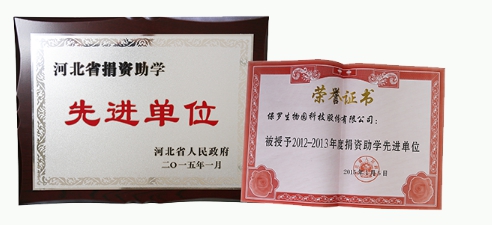 河北省捐资助学
先进单位
河北省人民政府
二〇一五年一月
荣誉证书
保罗生物园科技股份有限公司：
被授予2012-2013年度捐资助学先进单位